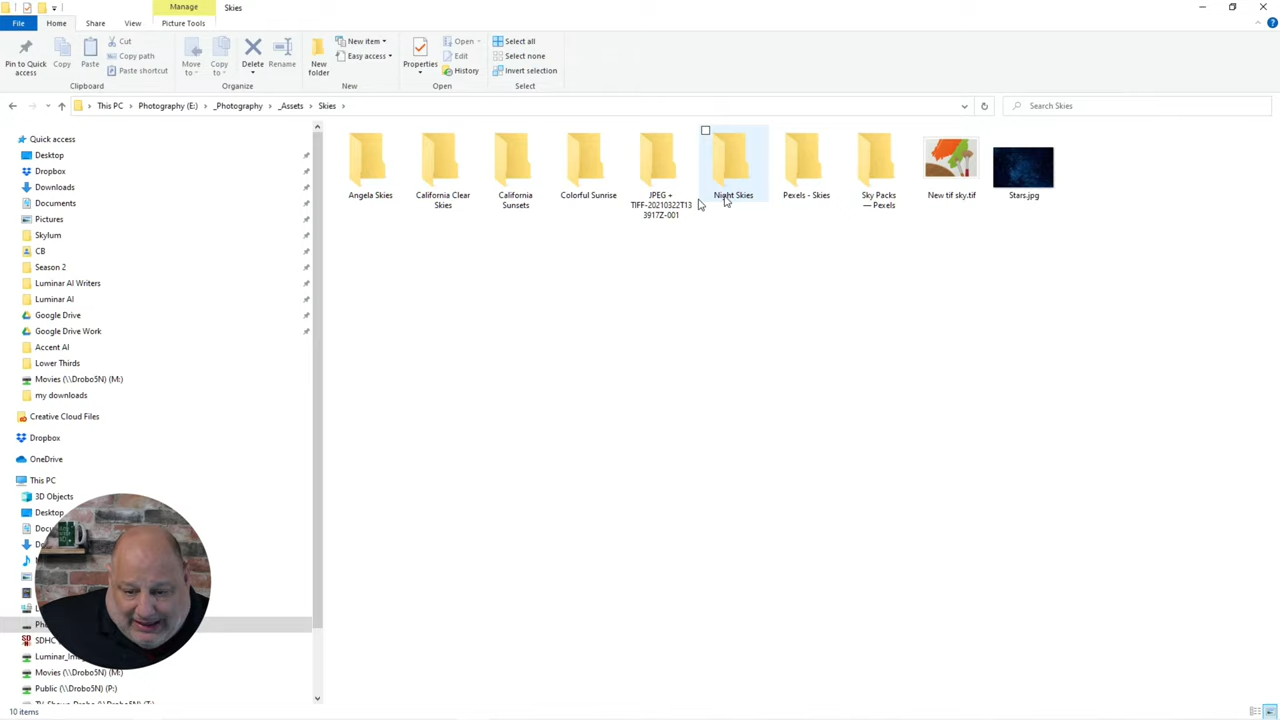 Manage
Skies
File
Home
Share
View
Picture Tools
Pin to Quick
access
Copy
Paste
Cut
Copy path
Paste shortcut
Clipboard
Move
to
Copy
to
Delete
Rename
Organize
New
folder
New item
Easy access
New
Properties
Open
Edit
History
Open
Select all
Select none
Invert selection
Select
This PC
Photography (E:)
_Photography
_Assets
Skies
Search Skies
Quick access
Desktop
Dropbox
Downloads
Documents
Pictures
Skylum
CB
Season 2
Luminar AI Writers
Luminar AI
Google Drive
Google Drive Work
Accent AI
Lower Thirds
Movies (\\Drobo5N) (M:)
my downloads
Creative Cloud Files
Dropbox
OneDrive
This PC
3D Objects
Desktop
SDHC
Movies (\\Drobo5N) (M:)
Public (\\Drobo5N) (P:)
Angela Skies
California Clear
Skies
California
Sunsets
Colorful Sunrise
JPEG +
TIFF-20210322T13
3917Z-001
Night Skies
Pexels - Skies
Sky Packs
— Pexels
New tif sky.tif
Stars.jpg
10 items